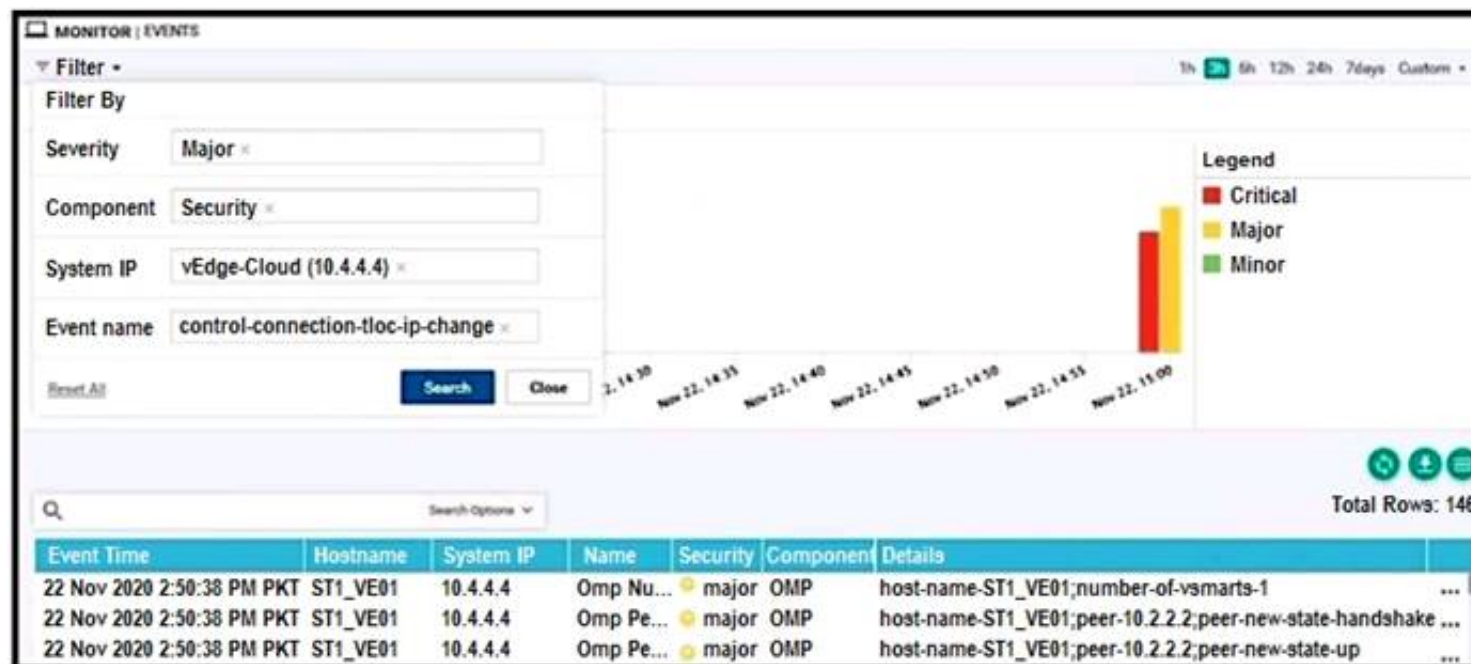 MONITOR | EVENTS
Filter
1h 3h 6h 12h 24h 7days Custom
Filter By
Severity Major ×
Component Security ×
System IP vEdge-Cloud (10.4.4.4) ×
Event name control-connection-tloc-ip-change ×
Reset All Search Close
Legend
Critical
Major
Minor
2, 14:30 Nov 22, 14:35 Nov 22, 14:40 Nov 22, 14:45 Nov 22, 14:50 Nov 22, 14:55 Nov 22, 15:00
Search Options
Total Rows: 146
Event Time Hostname System IP Name Security Component Details
22 Nov 2020 2:50:38 PM PKT ST1_VE01 10.4.4.4 Omp Nu... major OMP host-name-ST1_VE01;number-of-vsmarts-1 ...
22 Nov 2020 2:50:38 PM PKT ST1_VE01 10.4.4.4 Omp Pe... major OMP host-name-ST1_VE01;peer-10.2.2.2;peer-new-state-handshake ...
22 Nov 2020 2:50:38 PM PKT ST1_VE01 10.4.4.4 Omp Pe... major OMP host-name-ST1_VE01;peer-10.2.2.2;peer-new-state-up ...